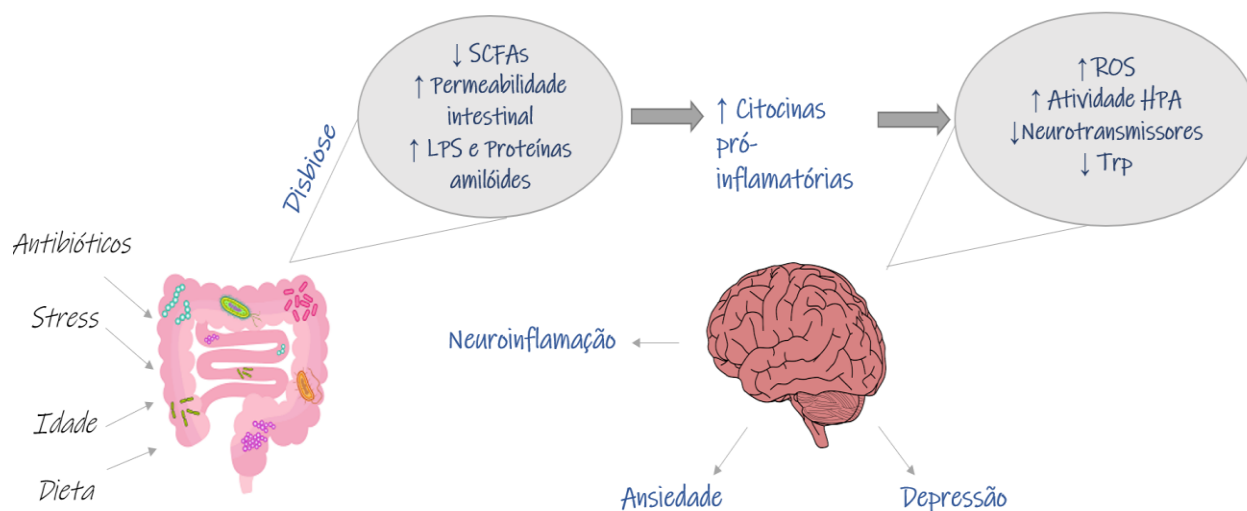 Antibióticos
Stress
Idade
Dieta
Disbiose
↓ SCFAs
↑ Permeabilidade
intestinal
↑ LPS e Proteínas
amilóides
↑ Citocinas
pró-
inflamatórias
↑ ROS
↑ Atividade HPA
↓Neurotransmissores
↓ Trp
Neuroinflamação
Ansiedade
Depressão